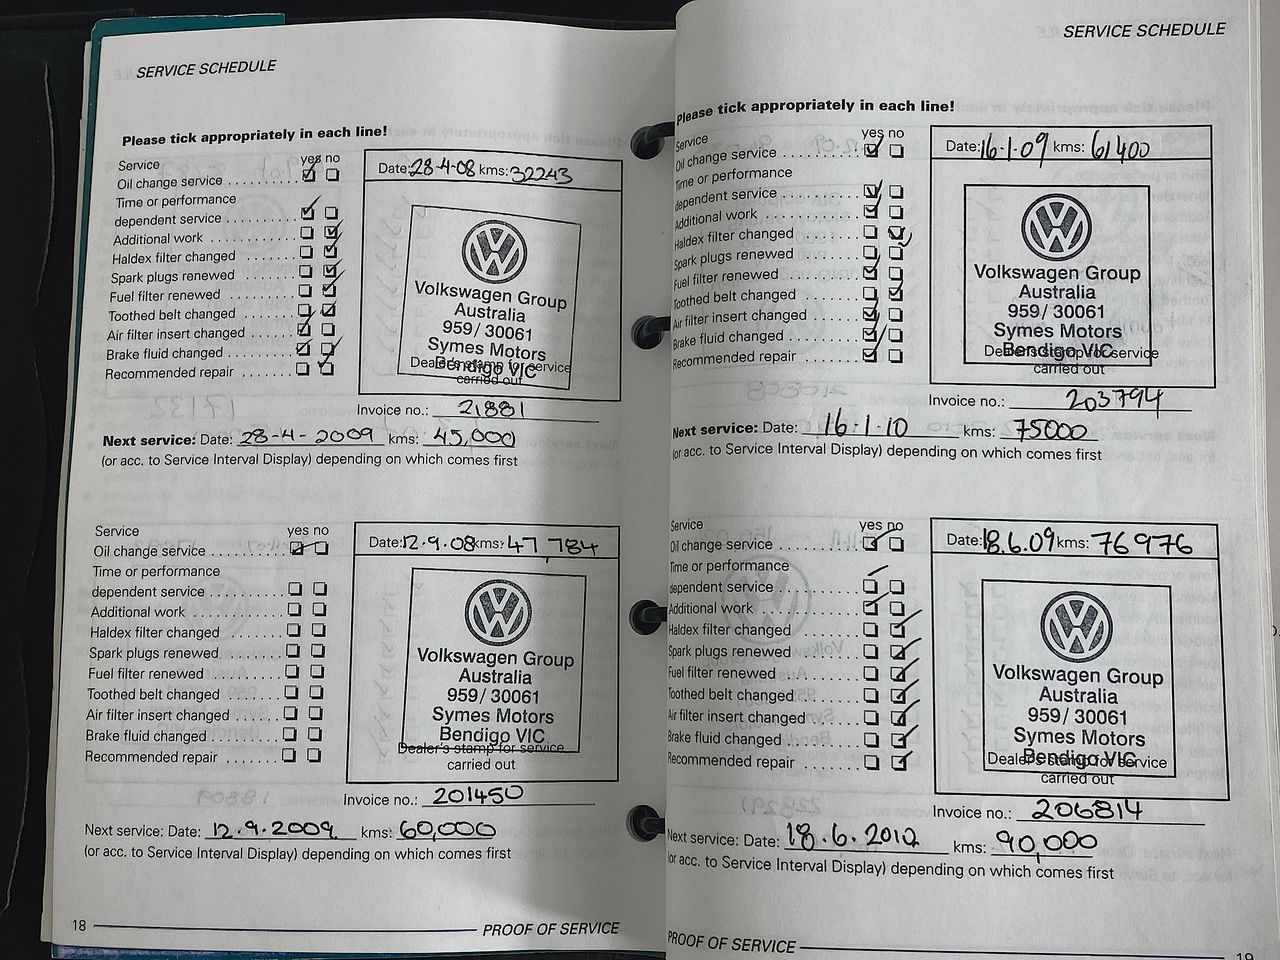 SERVICE SCHEDULE
Please tick appropriately in each line!
Service yes no
Oil change service
Time or performance
dependent service
Additional work
Haldex filter changed
Spark plugs renewed
Fuel filter renewed
Toothed belt changed
Air filter insert changed
Brake fluid changed
Recommended repair
Date: 28-4-08 kms: 32243
Volkswagen Group
Australia
959/ 30061
Symes Motors
Bendigo VIC
Dealer's stamp for service
carried out
Invoice no.: 21881
Next service: Date: 28-4-2009 kms: 45,000
(or acc. to Service Interval Display) depending on which comes first
Service yes no
Oil change service
Time or performance
dependent service
Additional work
Haldex filter changed
Spark plugs renewed
Fuel filter renewed
Toothed belt changed
Air filter insert changed
Brake fluid changed
Recommended repair
Date: 12.9.08 kms: 47,784
Volkswagen Group
Australia
959/ 30061
Symes Motors
Bendigo VIC
Dealer's stamp for service
carried out
Invoice no.: 201450
Next service: Date: 12.9.2009 kms: 60,000
(or acc. to Service Interval Display) depending on which comes first
18 PROOF OF SERVICE
SERVICE SCHEDULE
Please tick appropriately in each line!
Service yes no
Oil change service
Time or performance
dependent service
Additional work
Haldex filter changed
Spark plugs renewed
Fuel filter renewed
Toothed belt changed
Air filter insert changed
Brake fluid changed
Recommended repair
Date: 16-1-09 kms: 61400
Volkswagen Group
Australia
959/ 30061
Symes Motors
Bendigo VIC
Dealer's stamp for service
carried out
Invoice no.: 203794
Next service: Date: 16.1.10 kms: 75000
(or acc. to Service Interval Display) depending on which comes first
Service yes no
Oil change service
Time or performance
dependent service
Additional work
Haldex filter changed
Spark plugs renewed
Fuel filter renewed
Toothed belt changed
Air filter insert changed
Brake fluid changed
Recommended repair
Date: 18.6.09 kms: 76976
Volkswagen Group
Australia
959/ 30061
Symes Motors
Bendigo VIC
Dealer's stamp for service
carried out
Invoice no.: 206814
Next service: Date: 18.6.2010 kms: 90,000
(or acc. to Service Interval Display) depending on which comes first
PROOF OF SERVICE 19